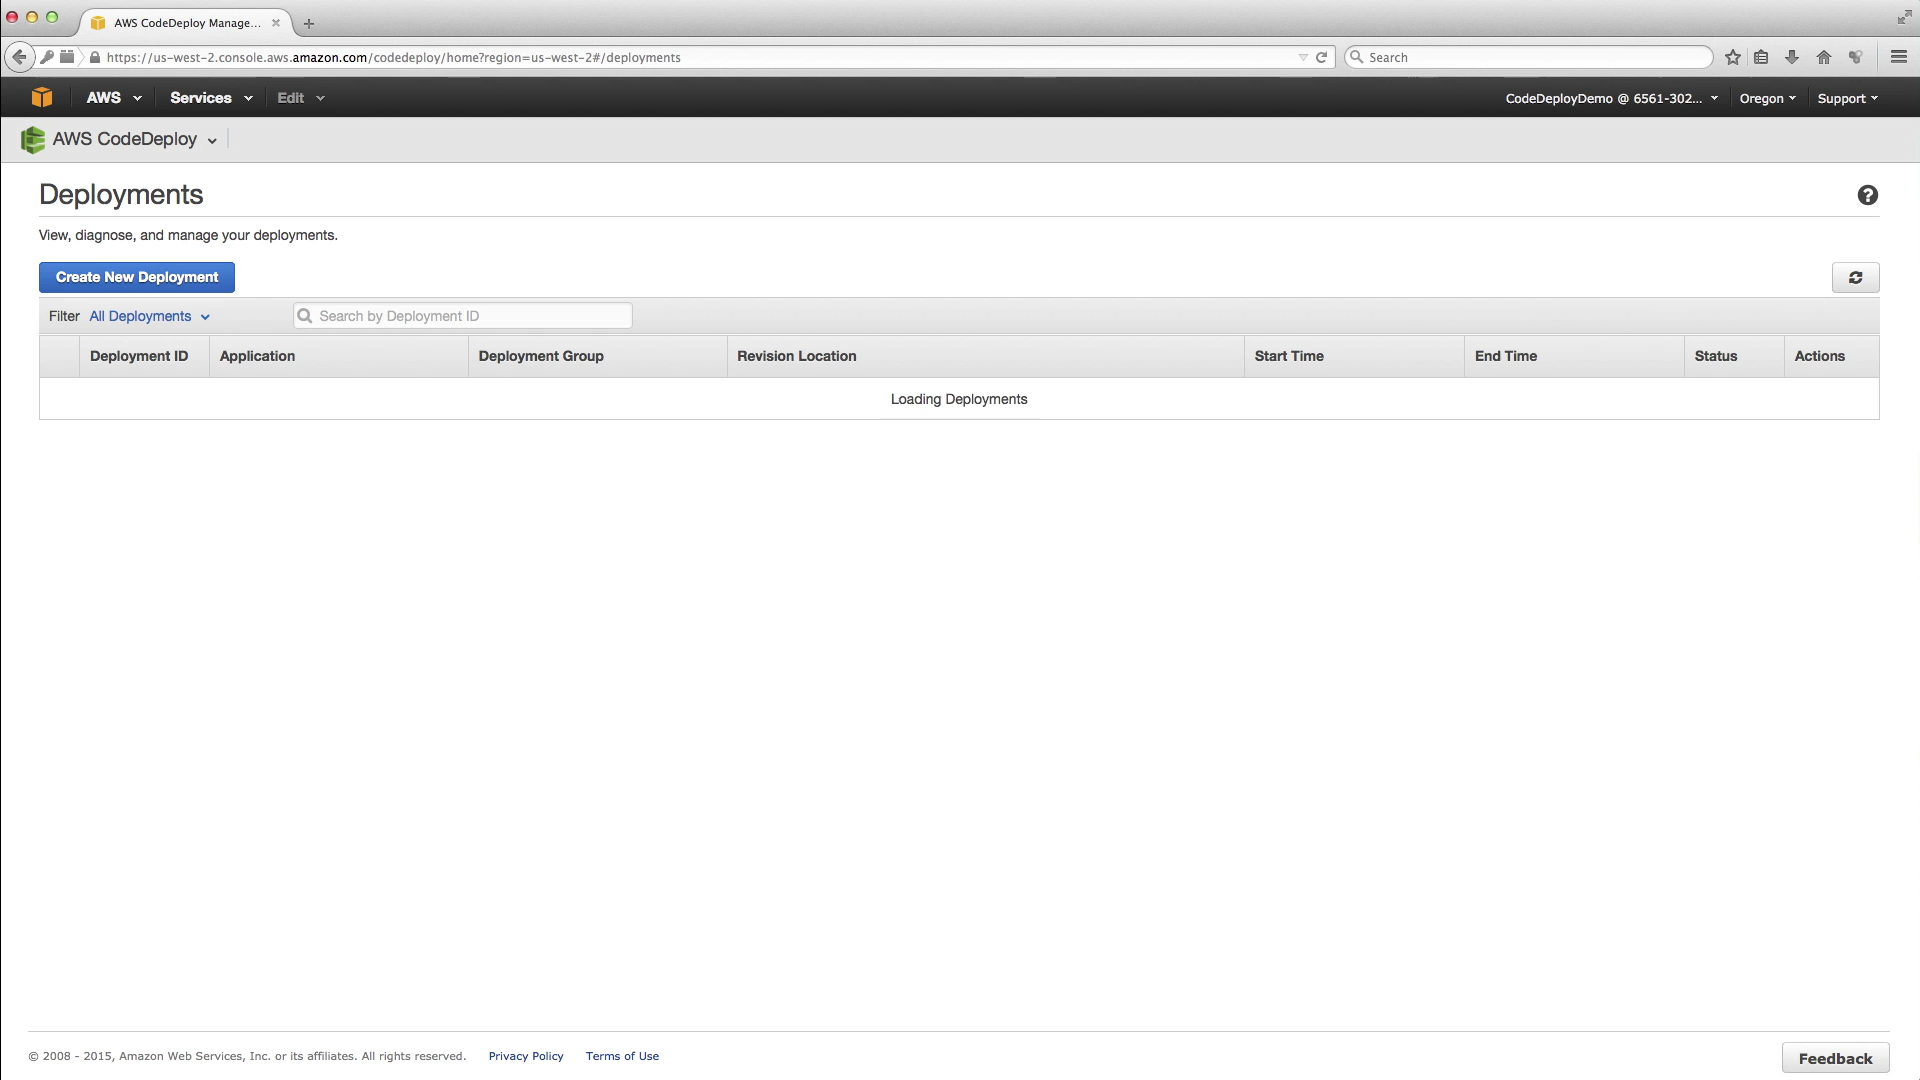 AWS CodeDeploy Manage...
https://us-west-2.console.aws.amazon.com/codedeploy/home?region=us-west-2#/deployments
Search
AWS Services Edit
CodeDeployDemo @ 6561-302... Oregon Support
AWS CodeDeploy
Deployments
View, diagnose, and manage your deployments.
Create New Deployment
Filter All Deployments Search by Deployment ID
Deployment ID Application Deployment Group Revision Location Start Time End Time Status Actions
Loading Deployments
© 2008 - 2015, Amazon Web Services, Inc. or its affiliates. All rights reserved. Privacy Policy Terms of Use
Feedback